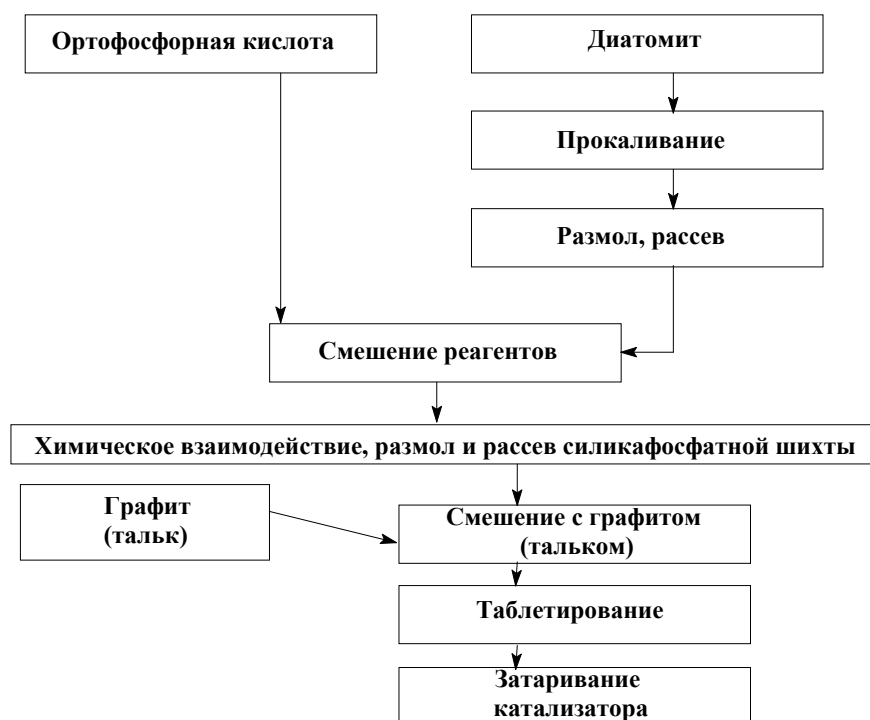 Ортофосфорная кислота
Диатомит
Прокаливание
Размол, рассев
Смешение реагентов
Химическое взаимодействие, размол и рассев силикафосфатной шихты
Графит
(тальк)
Смешение с графитом
(тальком)
Таблетирование
Затаривание
катализатора